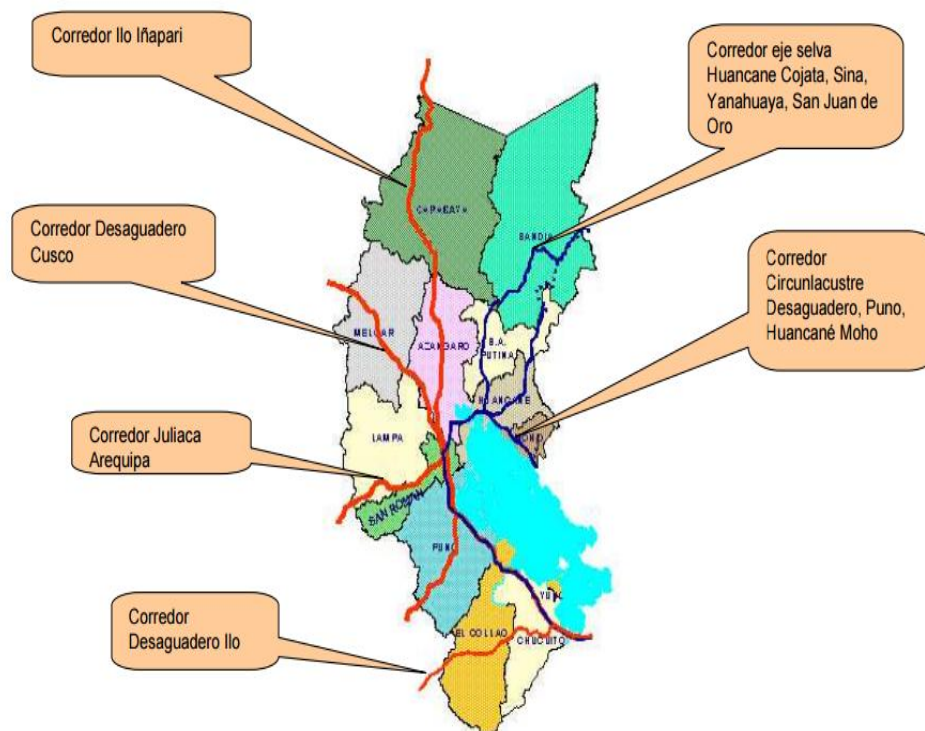 Corredor Ilo Iñapari
Corredor eje selva
Huancane Cojata, Sina,
Yanahuaya, San Juan de
Oro
Corredor Desaguadero
Cusco
Corredor
Circunlacustre
Desaguadero, Puno,
Huancané Moho
Corredor Juliaca
Arequipa
Corredor
Desaguadero Ilo
CARABAYA
SANDIA
MELGAR
AZANGARO
S.A.
PUTINA
HUANCANE
LAMPA
SAN ROMAN
PUNO
EL COLLAO
CHUCUITO